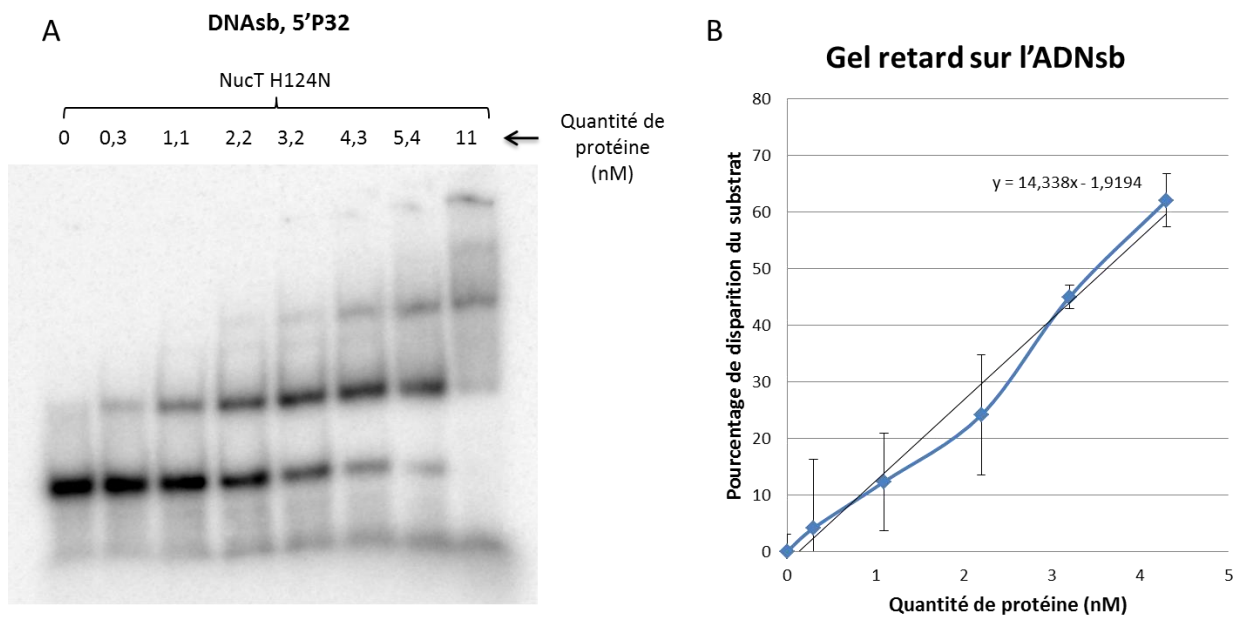 A
DNAsb, 5’P32
NucT H124N
0 0,3 1,1 2,2 3,2 4,3 5,4 11
Quantité de
protéine
(nM)
B
Gel retard sur l’ADNsb
Pourcentage de disparition du substrat
80
70
60
50
40
30
20
10
0
y = 14,338x - 1,9194
0 1 2 3 4 5
Quantité de protéine (nM)